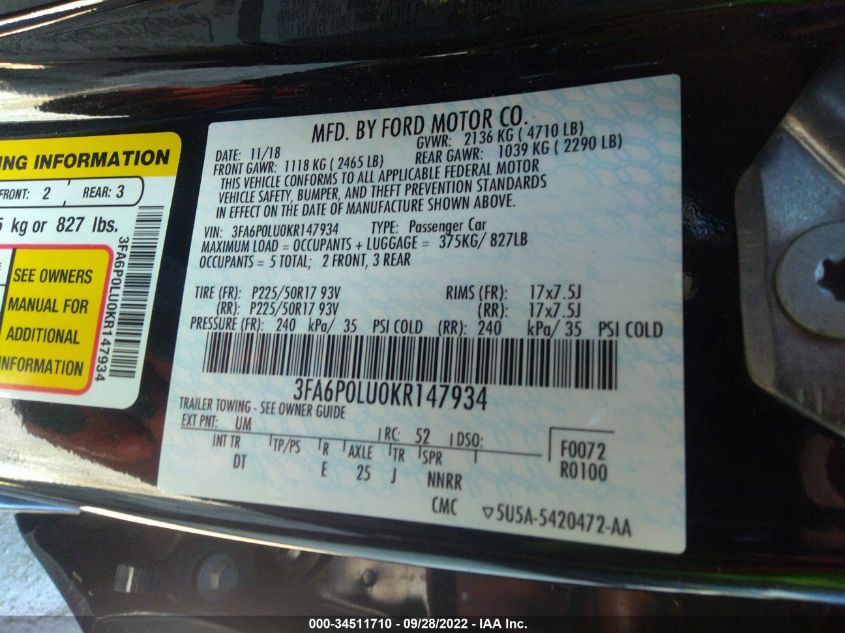 NG INFORMATION
FRONT: 2 REAR: 3
5 kg or 827 lbs.
SEE OWNERS
MANUAL FOR
ADDITIONAL
INFORMATION
3FA6P0LU0KR147934
MFD. BY FORD MOTOR CO.
DATE: 11/18 GVWR: 2136 KG ( 4710 LB)
FRONT GAWR: 1118 KG ( 2465 LB) REAR GAWR: 1039 KG ( 2290 LB)
THIS VEHICLE CONFORMS TO ALL APPLICABLE FEDERAL MOTOR
VEHICLE SAFETY, BUMPER, AND THEFT PREVENTION STANDARDS
IN EFFECT ON THE DATE OF MANUFACTURE SHOWN ABOVE.
VIN: 3FA6P0LU0KR147934 TYPE: Passenger Car
MAXIMUM LOAD = OCCUPANTS + LUGGAGE = 375KG/ 827LB
OCCUPANTS = 5 TOTAL; 2 FRONT, 3 REAR
TIRE (FR): P225/50R17 93V RIMS (FR): 17x7.5J
(RR): P225/50R17 93V (RR): 17x7.5J
PRESSURE (FR): 240 kPa/ 35 PSI COLD (RR): 240 kPa/ 35 PSI COLD
3FA6P0LU0KR147934
TRAILER TOWING - SEE OWNER GUIDE
EXT PNT: UM RC: 52 DSO: F0072
INT TR TP/PS R AXLE TR SPR R0100
DT E 25 J NNRR
CMC ▽5U5A-5420472-AA
000-34511710 - 09/28/2022 - IAA Inc.